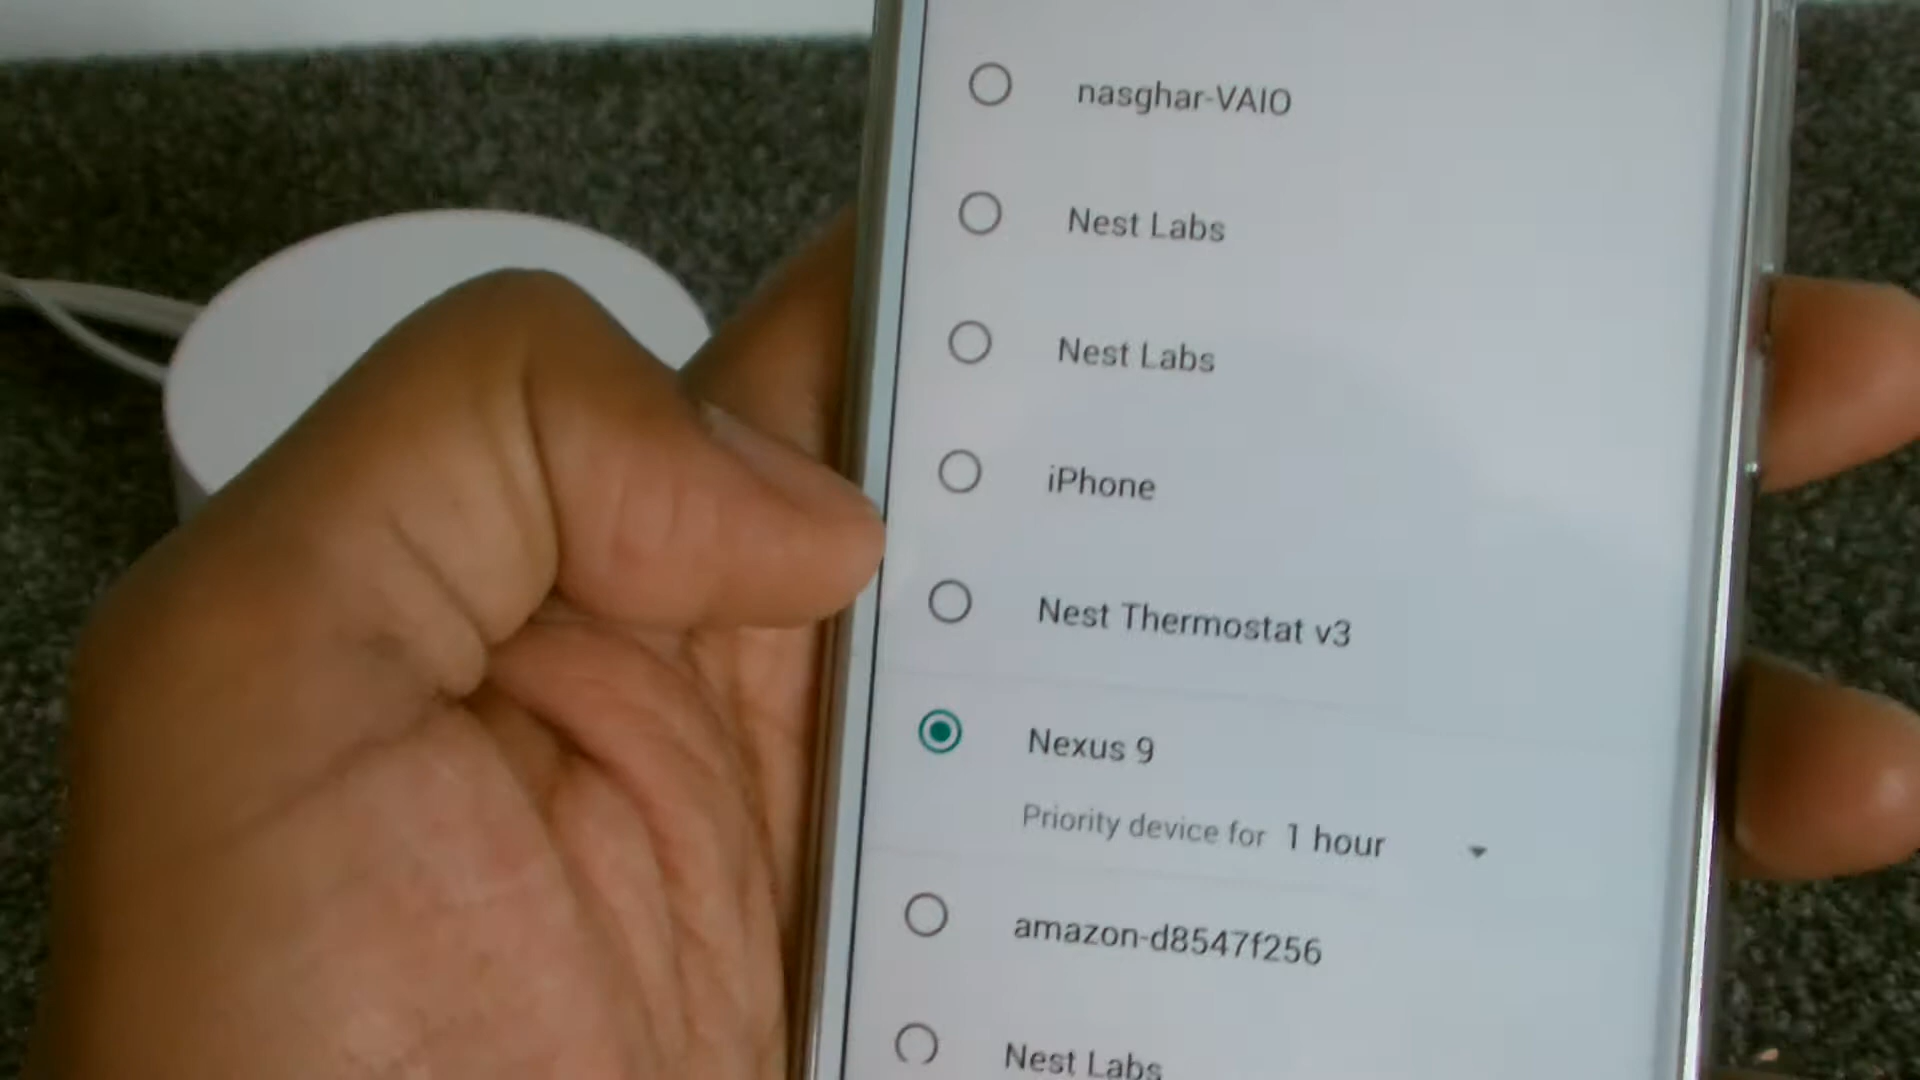 nasghar-VAIO
Nest Labs
Nest Labs
iPhone
Nest Thermostat v3
Nexus 9
Priority device for 1 hour
amazon-d8547f256
Nest Labs